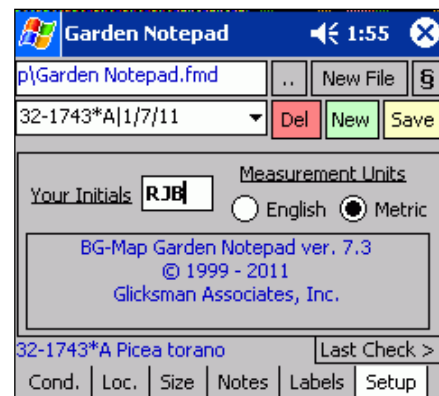 Garden Notepad 1:55
p\Garden Notepad.fmd .. New File §
32-1743*A|1/7/11 Del New Save
Measurement Units
Your Initials RJB English Metric
BG-Map Garden Notepad ver. 7.3
© 1999 - 2011
Glicksman Associates, Inc.
32-1743*A Picea torano Last Check >
Cond. Loc. Size Notes Labels Setup